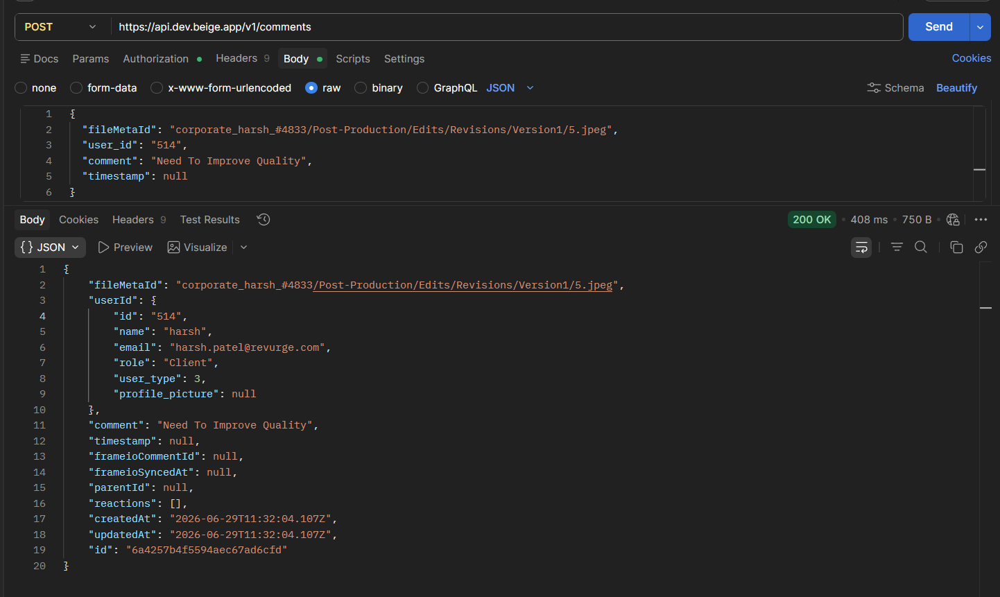 POST https://api.dev.beige.app/v1/comments Send
Docs Params Authorization Headers 9 Body Scripts Settings Cookies
none form-data x-www-form-urlencoded raw binary GraphQL JSON Schema Beautify
1 {
2 "fileMetaId": "corporate_harsh_#4833/Post-Production/Edits/Revisions/Version1/5.jpeg",
3 "user_id": "514",
4 "comment": "Need To Improve Quality",
5 "timestamp": null
6 }
Body Cookies Headers 9 Test Results 200 OK • 408 ms • 750 B •
{} JSON Preview Visualize
1 {
2 "fileMetaId": "corporate_harsh_#4833/Post-Production/Edits/Revisions/Version1/5.jpeg",
3 "userId": {
4 "id": "514",
5 "name": "harsh",
6 "email": "harsh.patel@revurge.com",
7 "role": "Client",
8 "user_type": 3,
9 "profile_picture": null
10 },
11 "comment": "Need To Improve Quality",
12 "timestamp": null,
13 "frameioCommentId": null,
14 "frameioSyncedAt": null,
15 "parentId": null,
16 "reactions": [],
17 "createdAt": "2026-06-29T11:32:04.107Z",
18 "updatedAt": "2026-06-29T11:32:04.107Z",
19 "id": "6a4257b4f5594aec67ad6cfd"
20 }